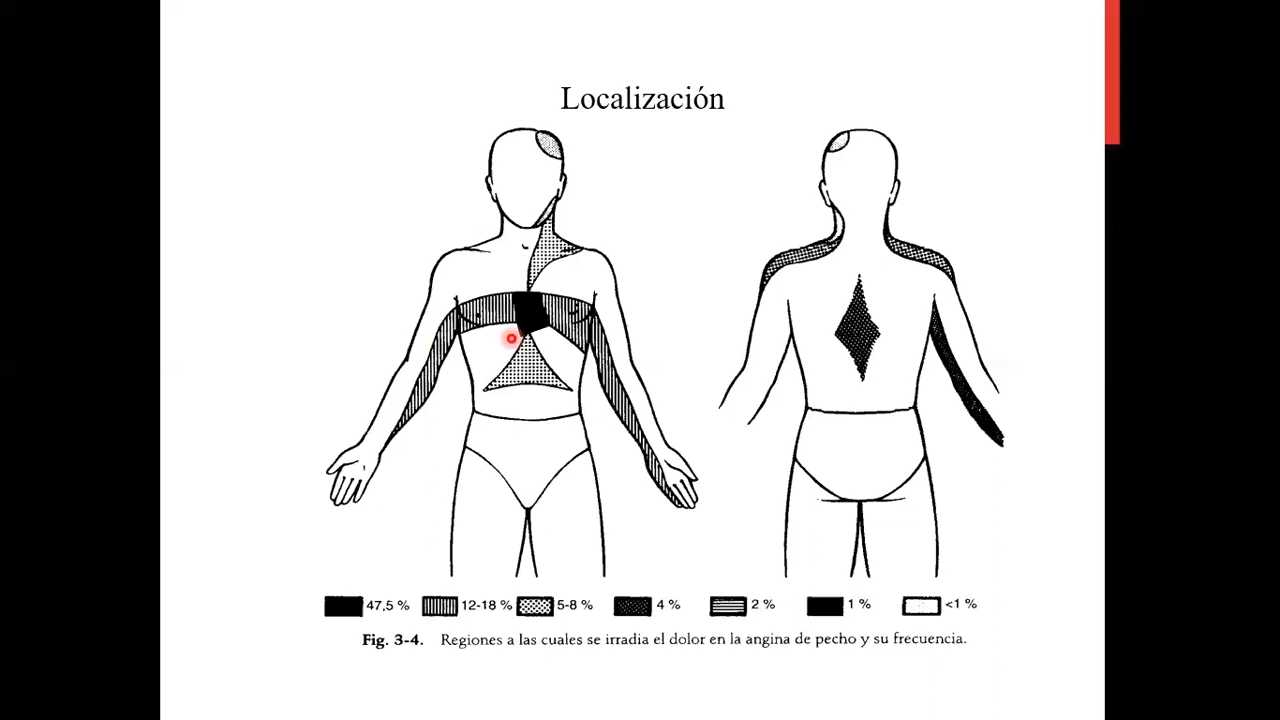 Localización
47,5 % 12-18 % 5-8 % 4 % 2 % 1 % <1 %
Fig. 3-4. Regiones a las cuales se irradia el dolor en la angina de pecho y su frecuencia.